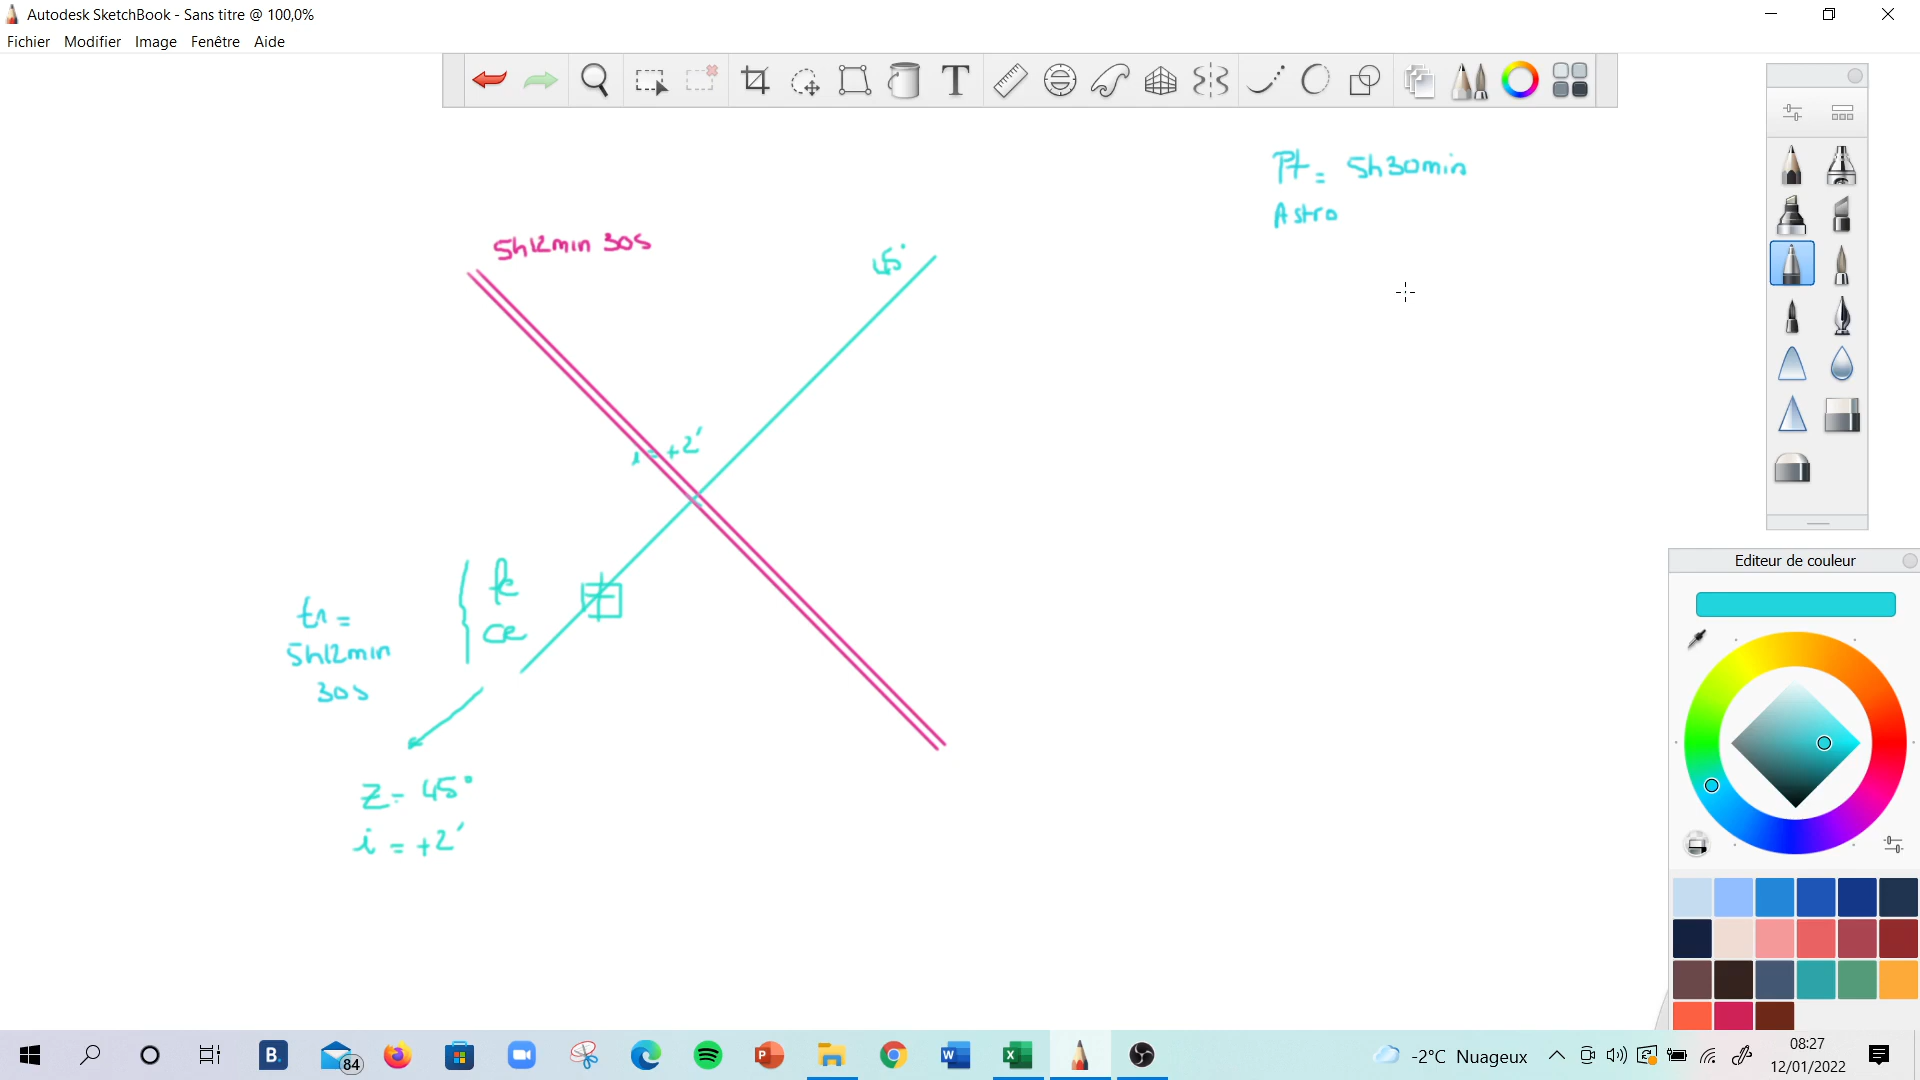 Autodesk SketchBook - Sans titre @ 100,0%
Fichier Modifier Image Fenêtre Aide
T
Pt = 5h30min
Astro
5h12min 30s
45°
i = +2'
tr =
5h12min
30s
Z = 45°
i = +2'
Editeur de couleur
B.
84
-2°C Nuageux
08:27
12/01/2022